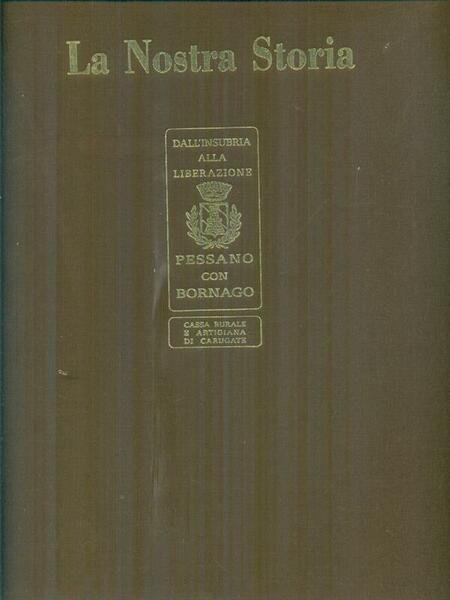 La Nostra Storia
DALL'INSUBRIA
ALLA
LIBERAZIONE
PESSANO
CON
BORNAGO
CASSA RURALE
E ARTIGIANA
DI CARUGATE